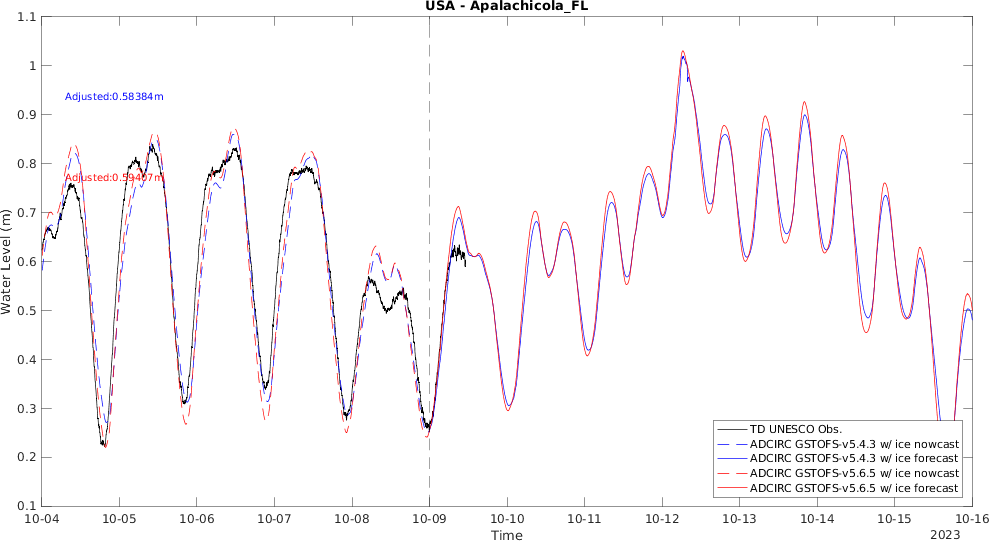 USA - Apalachicola_FL
1.1
1
0.9
0.8
0.7
0.6
0.5
0.4
0.3
0.2
0.1
Water Level (m)
Adjusted:0.58384m
Adjusted:0.59407m
TD UNESCO Obs.
ADCIRC GSTOFS-v5.4.3 w/ ice nowcast
ADCIRC GSTOFS-v5.4.3 w/ ice forecast
ADCIRC GSTOFS-v5.6.5 w/ ice nowcast
ADCIRC GSTOFS-v5.6.5 w/ ice forecast
10-04 10-05 10-06 10-07 10-08 10-09 10-10 10-11 10-12 10-13 10-14 10-15 10-16
Time
2023